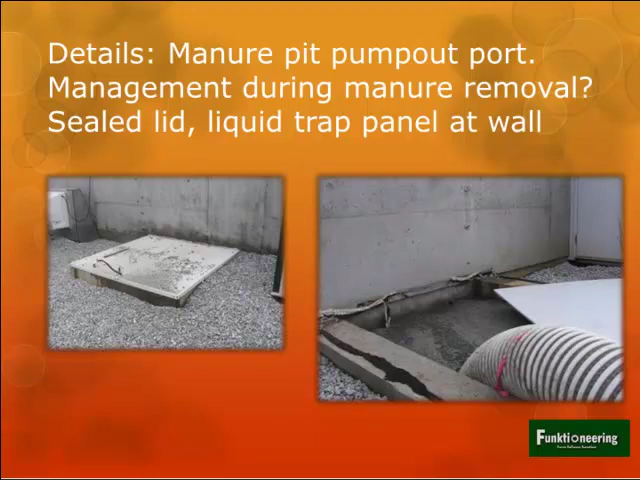 Details: Manure pit pumpout port.
Management during manure removal?
Sealed lid, liquid trap panel at wall
Funktioneering